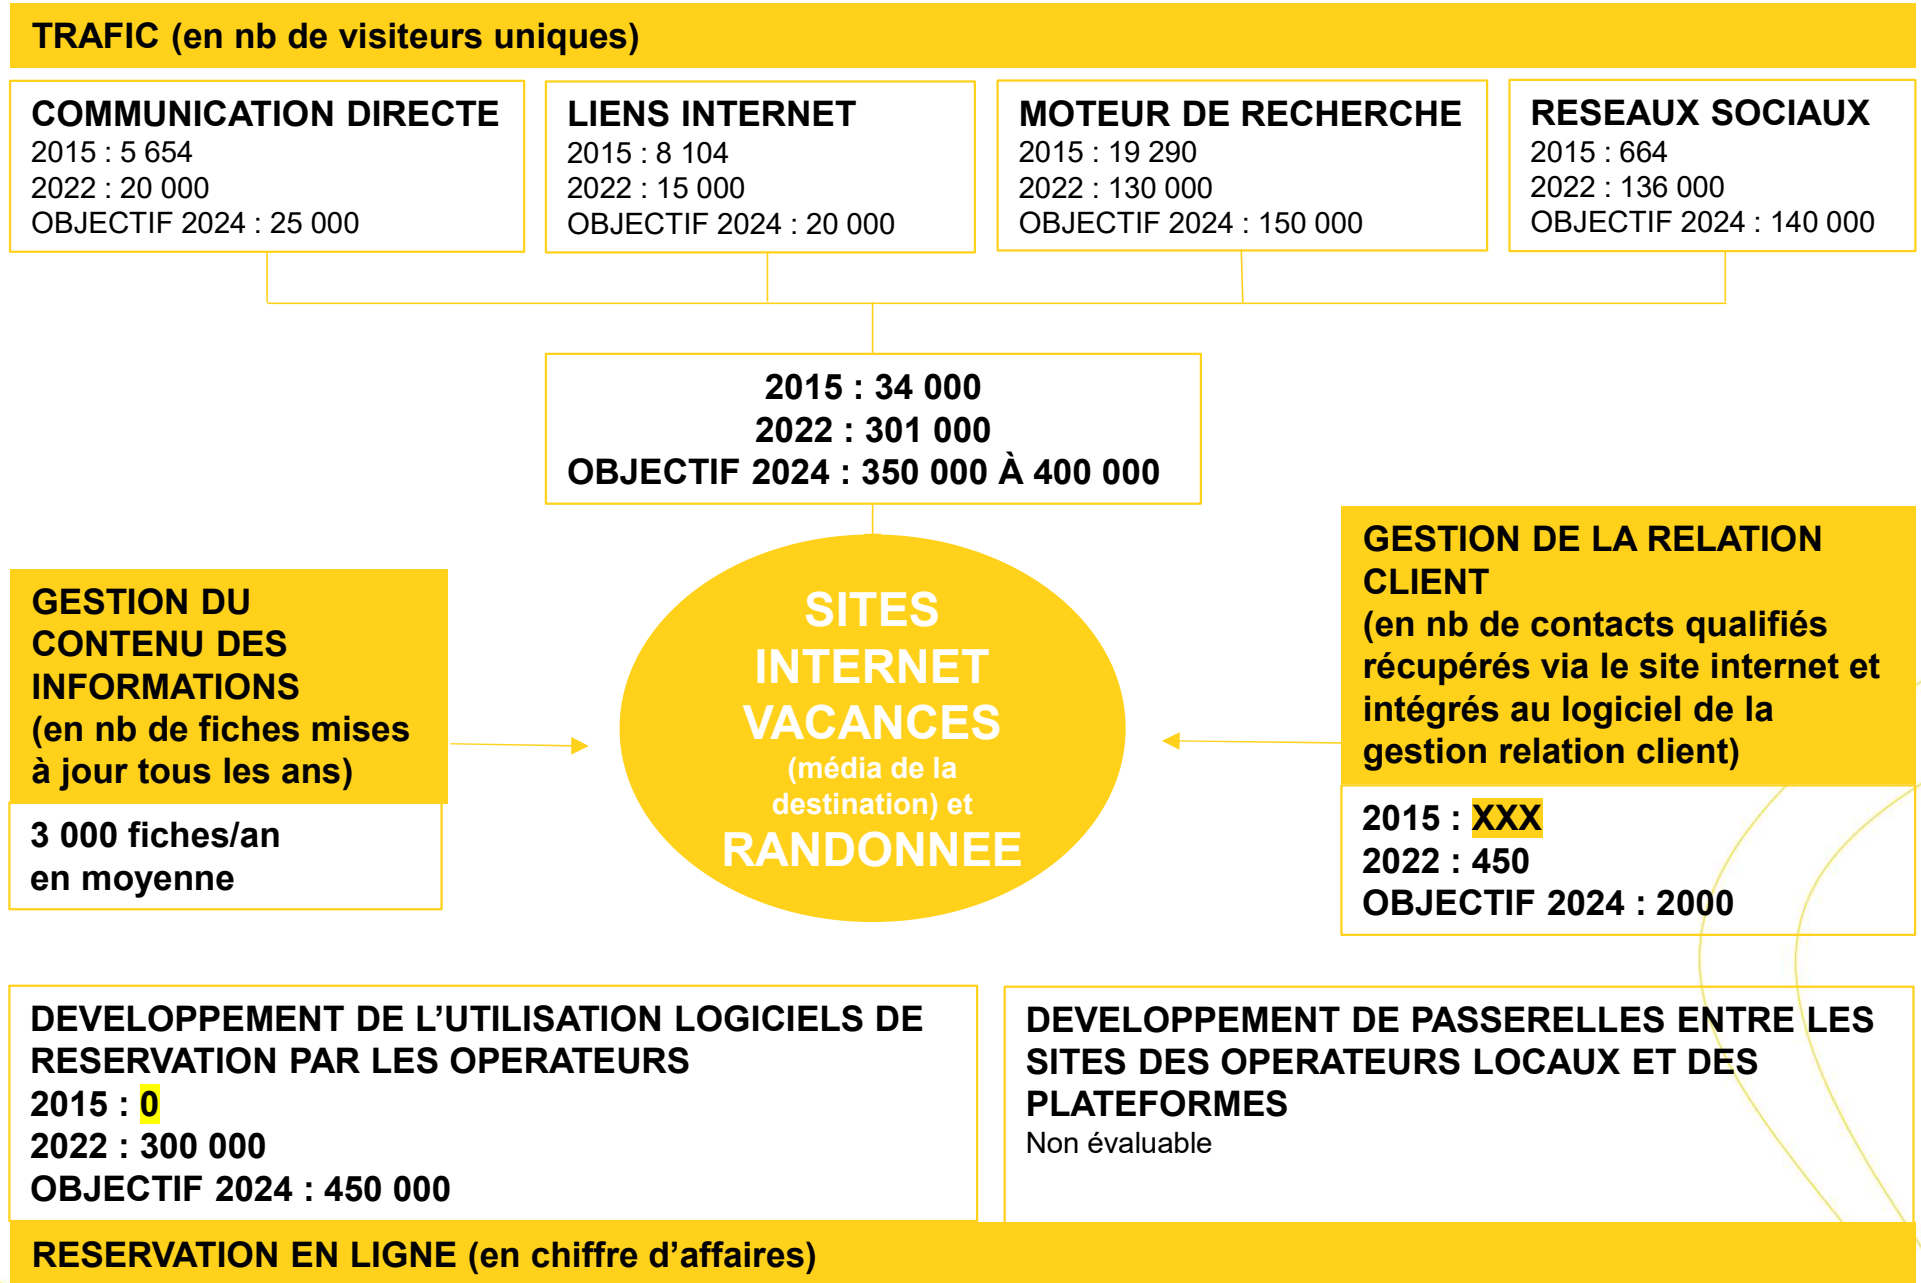 TRAFIC (en nb de visiteurs uniques)
COMMUNICATION DIRECTE
2015 : 5 654
2022 : 20 000
OBJECTIF 2024 : 25 000
LIENS INTERNET
2015 : 8 104
2022 : 15 000
OBJECTIF 2024 : 20 000
MOTEUR DE RECHERCHE
2015 : 19 290
2022 : 130 000
OBJECTIF 2024 : 150 000
RESEAUX SOCIAUX
2015 : 664
2022 : 136 000
OBJECTIF 2024 : 140 000
2015 : 34 000
2022 : 301 000
OBJECTIF 2024 : 350 000 À 400 000
GESTION DU
CONTENU DES
INFORMATIONS
(en nb de fiches mises
à jour tous les ans)
3 000 fiches/an
en moyenne
SITES
INTERNET
VACANCES
(média de la
destination) et
RANDONNEE
GESTION DE LA RELATION
CLIENT
(en nb de contacts qualifiés
récupérés via le site internet et
intégrés au logiciel de la
gestion relation client)
2015 : XXX
2022 : 450
OBJECTIF 2024 : 2000
DEVELOPPEMENT DE L’UTILISATION LOGICIELS DE
RESERVATION PAR LES OPERATEURS
2015 : 0
2022 : 300 000
OBJECTIF 2024 : 450 000
DEVELOPPEMENT DE PASSERELLES ENTRE LES
SITES DES OPERATEURS LOCAUX ET DES
PLATEFORMES
Non évaluable
RESERVATION EN LIGNE (en chiffre d’affaires)